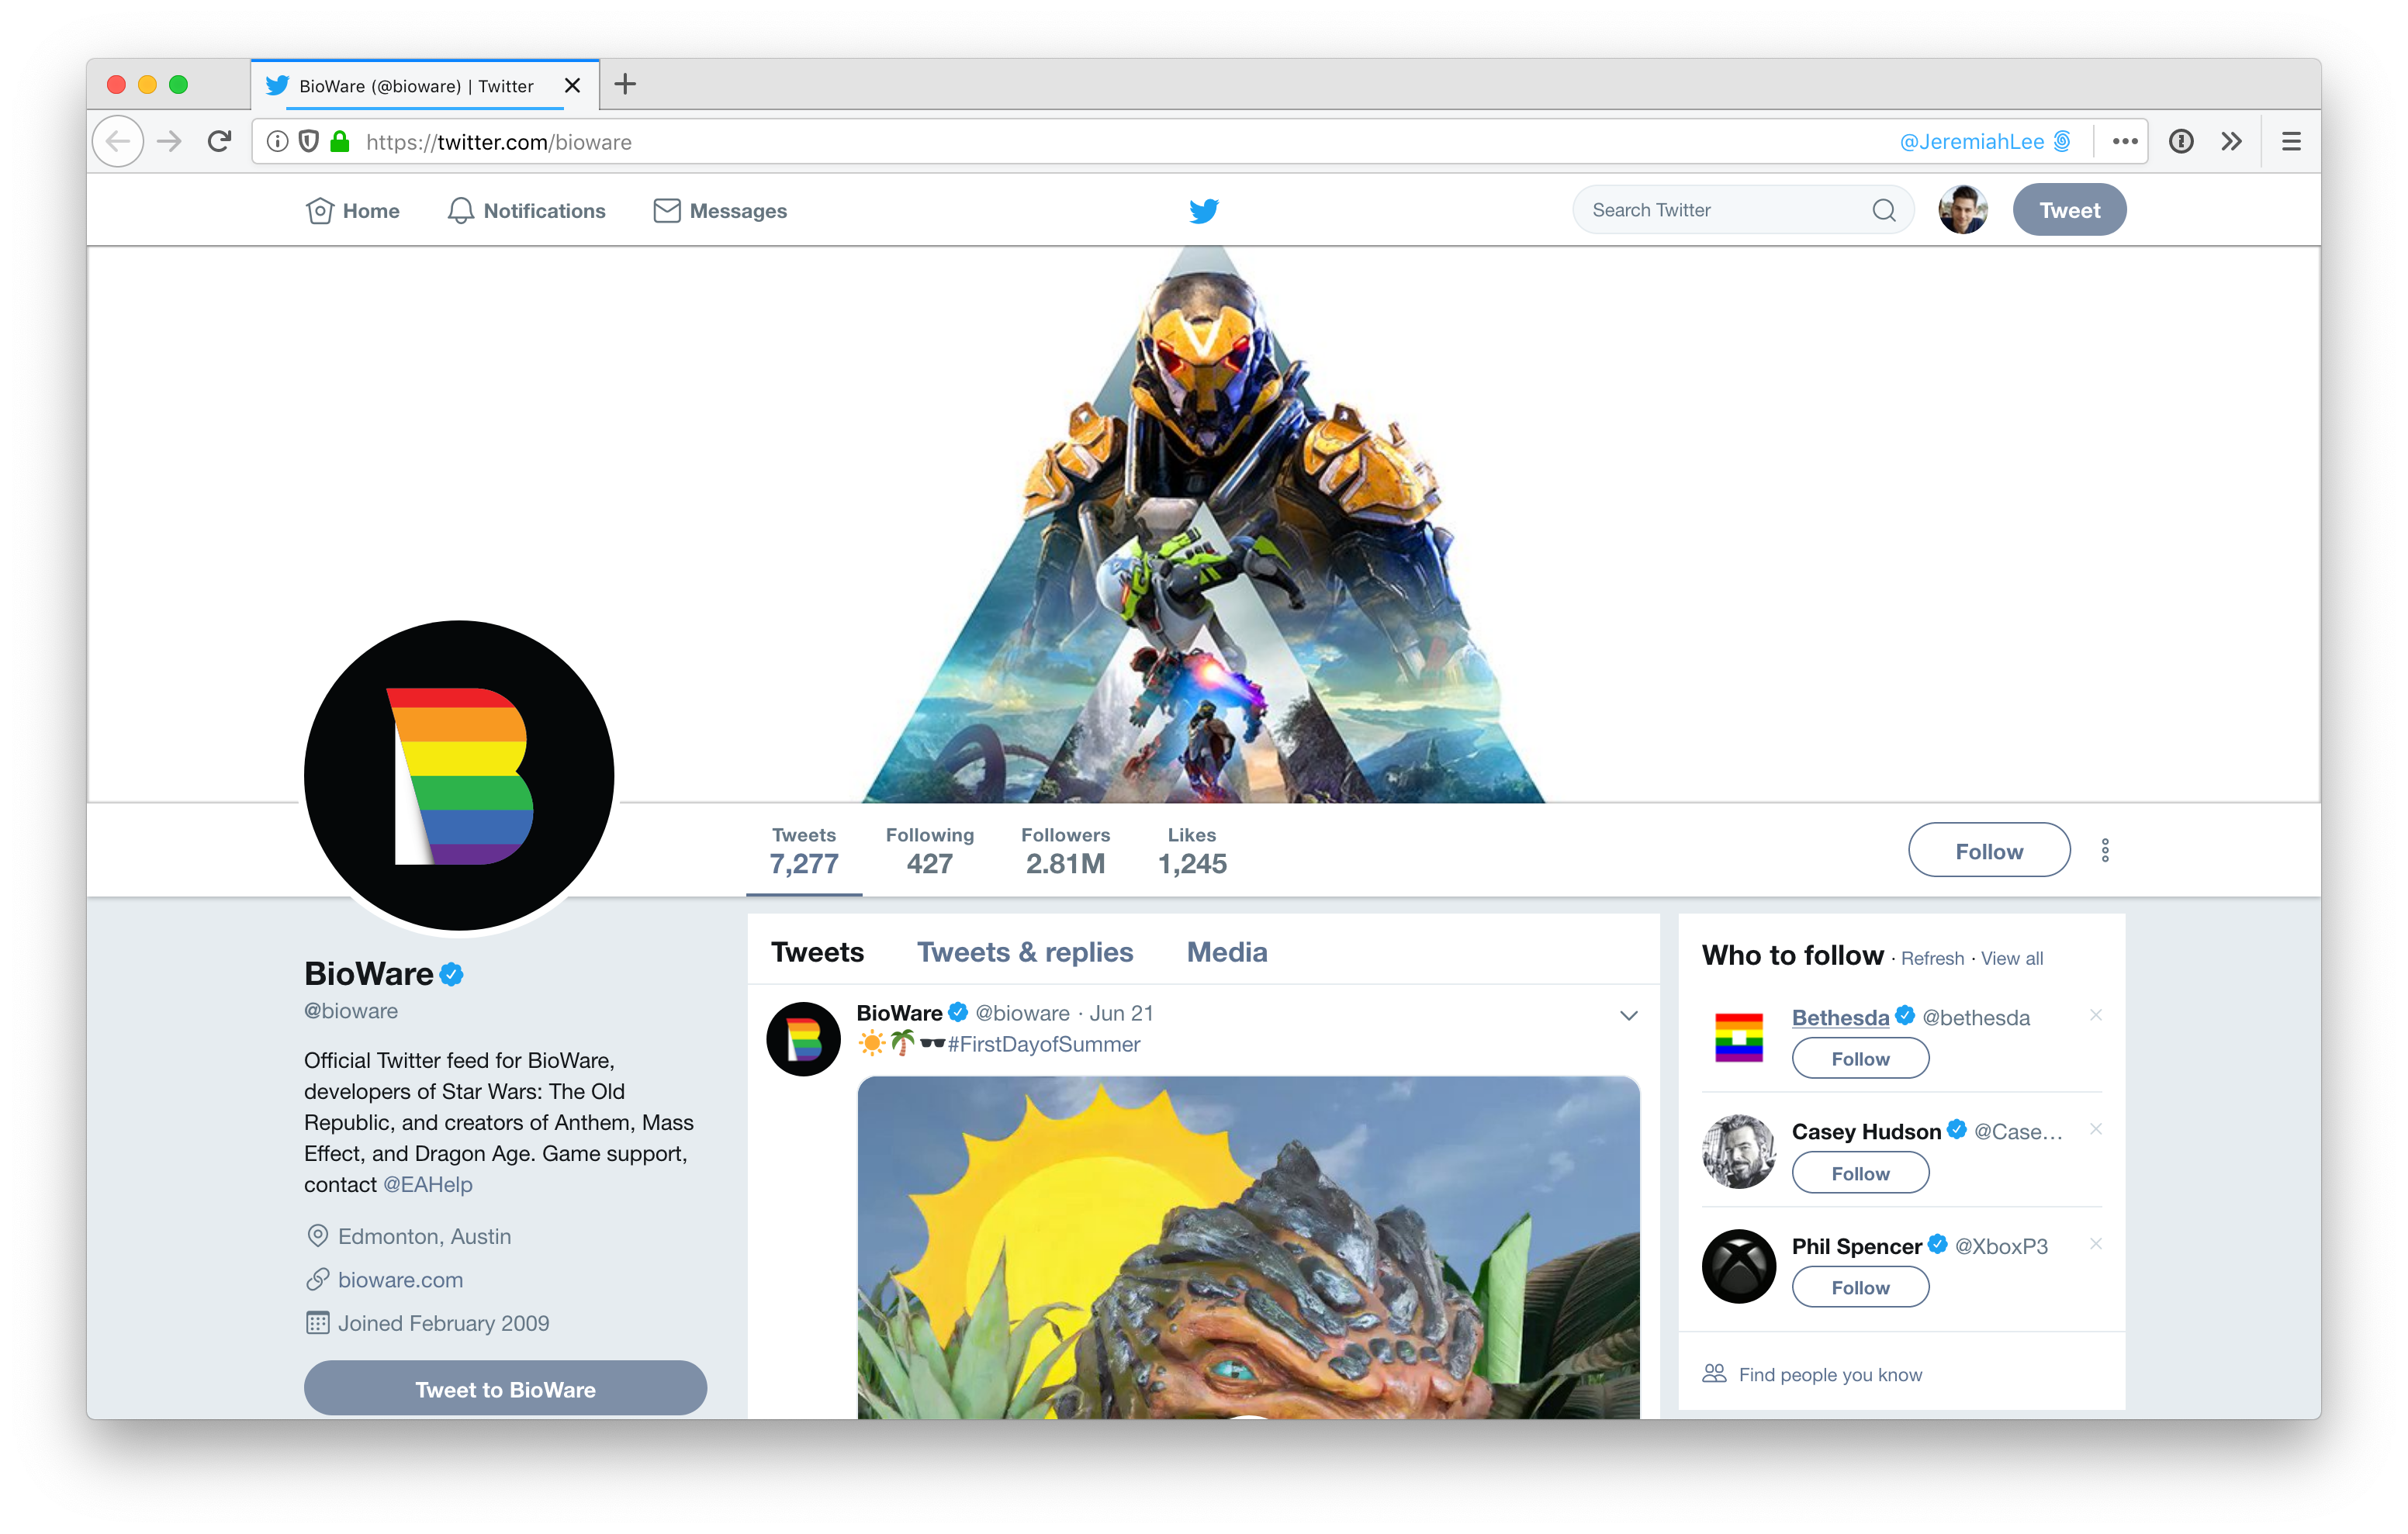 BioWare (@bioware) | Twitter
https://twitter.com/bioware
@JeremiahLee
Home
Notifications
Messages
Search Twitter
Tweet
Tweets
7,277
Following
427
Followers
2.81M
Likes
1,245
Follow
BioWare
@bioware
Official Twitter feed for BioWare,
developers of Star Wars: The Old
Republic, and creators of Anthem, Mass
Effect, and Dragon Age. Game support,
contact @EAHelp
Edmonton, Austin
bioware.com
Joined February 2009
Tweet to BioWare
Tweets
Tweets & replies
Media
BioWare @bioware · Jun 21
☀️🌴🕶️#FirstDayofSummer
Who to follow · Refresh · View all
Bethesda @bethesda
Follow
Casey Hudson @Case…
Follow
Phil Spencer @XboxP3
Follow
Find people you know